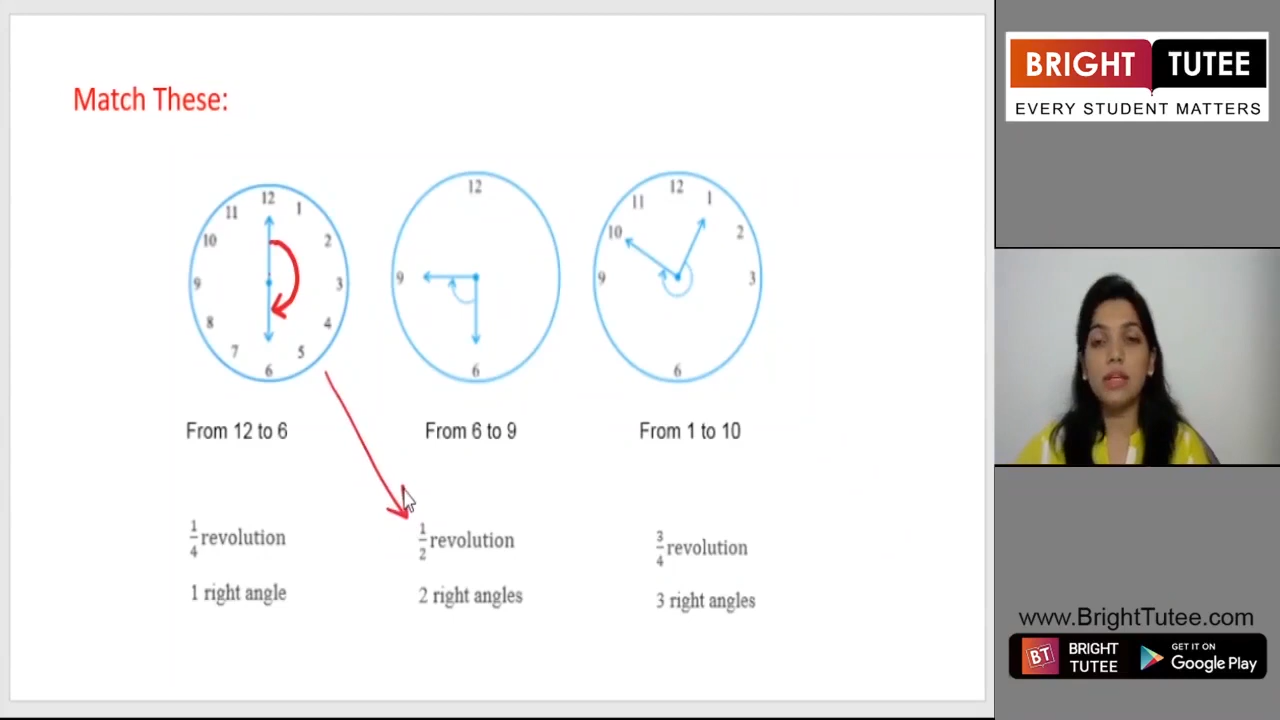 Match These:
12
11 1
10 2
9 3
8 4
7 5
6
12
9
6
12
11 1
10 2
9 3
6
From 12 to 6
From 6 to 9
From 1 to 10
1/4 revolution
1/2 revolution
3/4 revolution
1 right angle
2 right angles
3 right angles
BRIGHT TUTEE
EVERY STUDENT MATTERS
www.BrightTutee.com
BT BRIGHT TUTEE
GET IT ON
Google Play